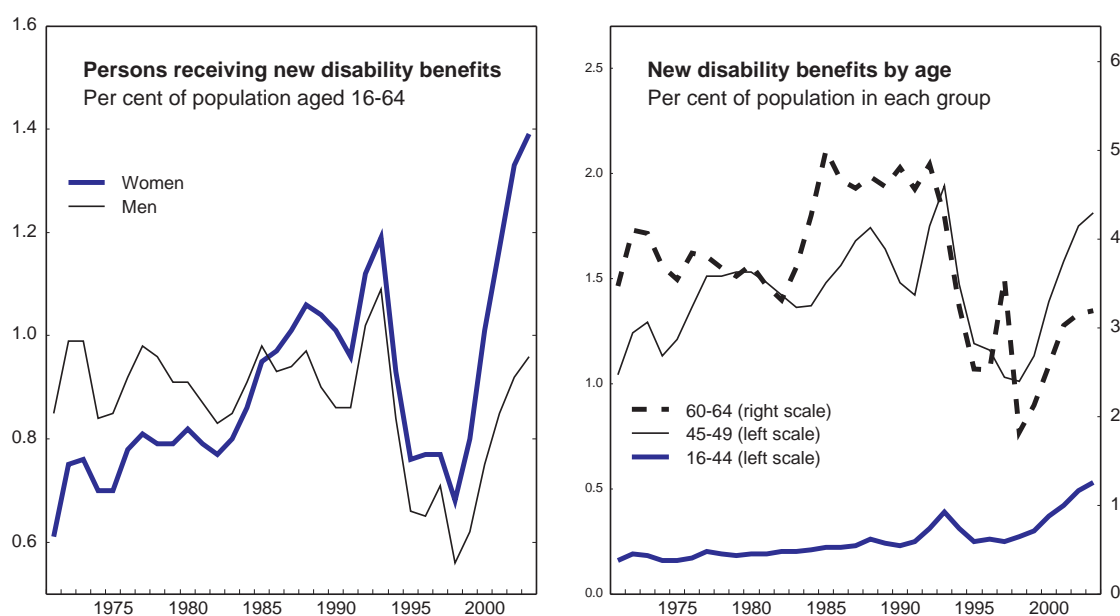 Persons receiving new disability benefits
Per cent of population aged 16-64
Women
Men
1.6
1.4
1.2
1.0
0.8
0.6
1975 1980 1985 1990 1995 2000
New disability benefits by age
Per cent of population in each group
60-64 (right scale)
45-49 (left scale)
16-44 (left scale)
2.5
2.0
1.5
1.0
0.5
0.0
6
5
4
3
2
1
0
1975 1980 1985 1990 1995 2000